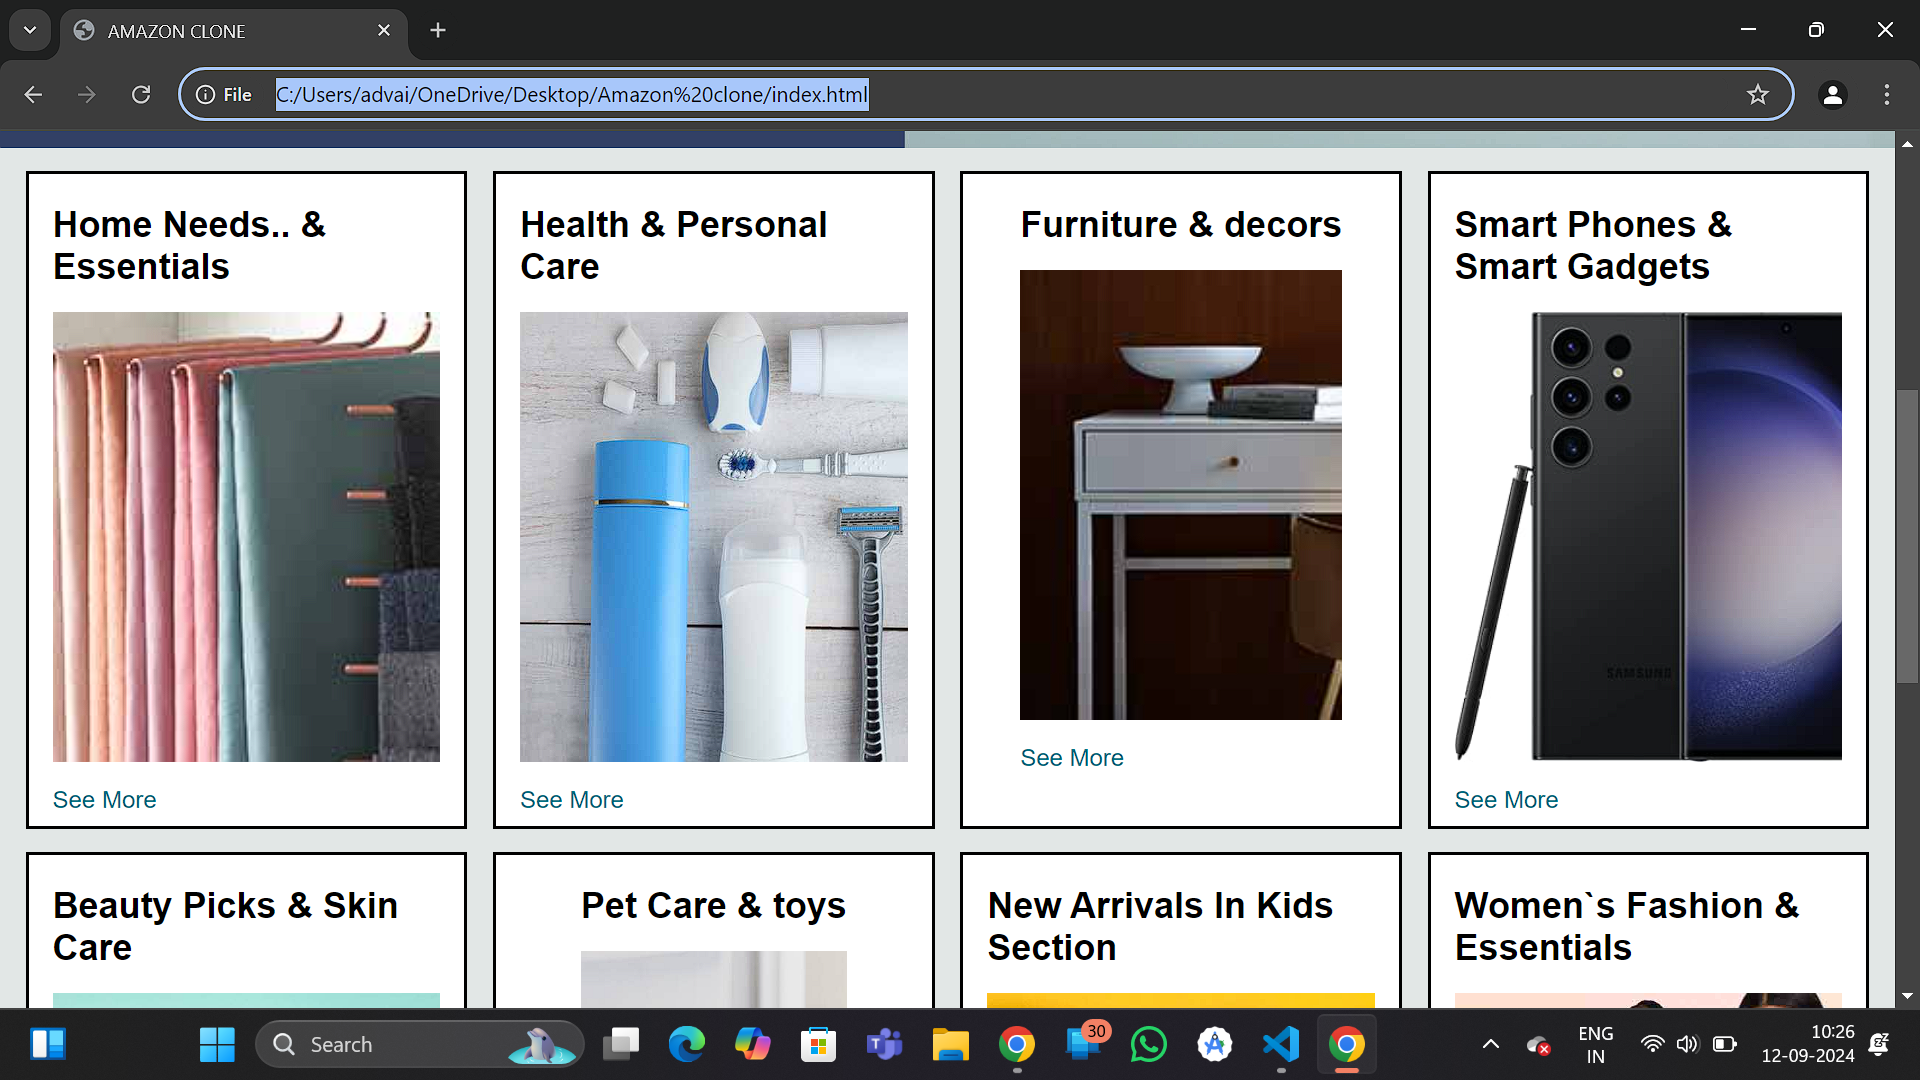 AMAZON CLONE
File C:/Users/advai/OneDrive/Desktop/Amazon%20clone/index.html
Home Needs.. &
Essentials
See More
Health & Personal
Care
See More
Furniture & decors
See More
Smart Phones &
Smart Gadgets
SAMSUNG
See More
Beauty Picks & Skin
Care
Pet Care & toys
New Arrivals In Kids
Section
Women`s Fashion &
Essentials
Search
30
ENG
IN
10:26
12-09-2024